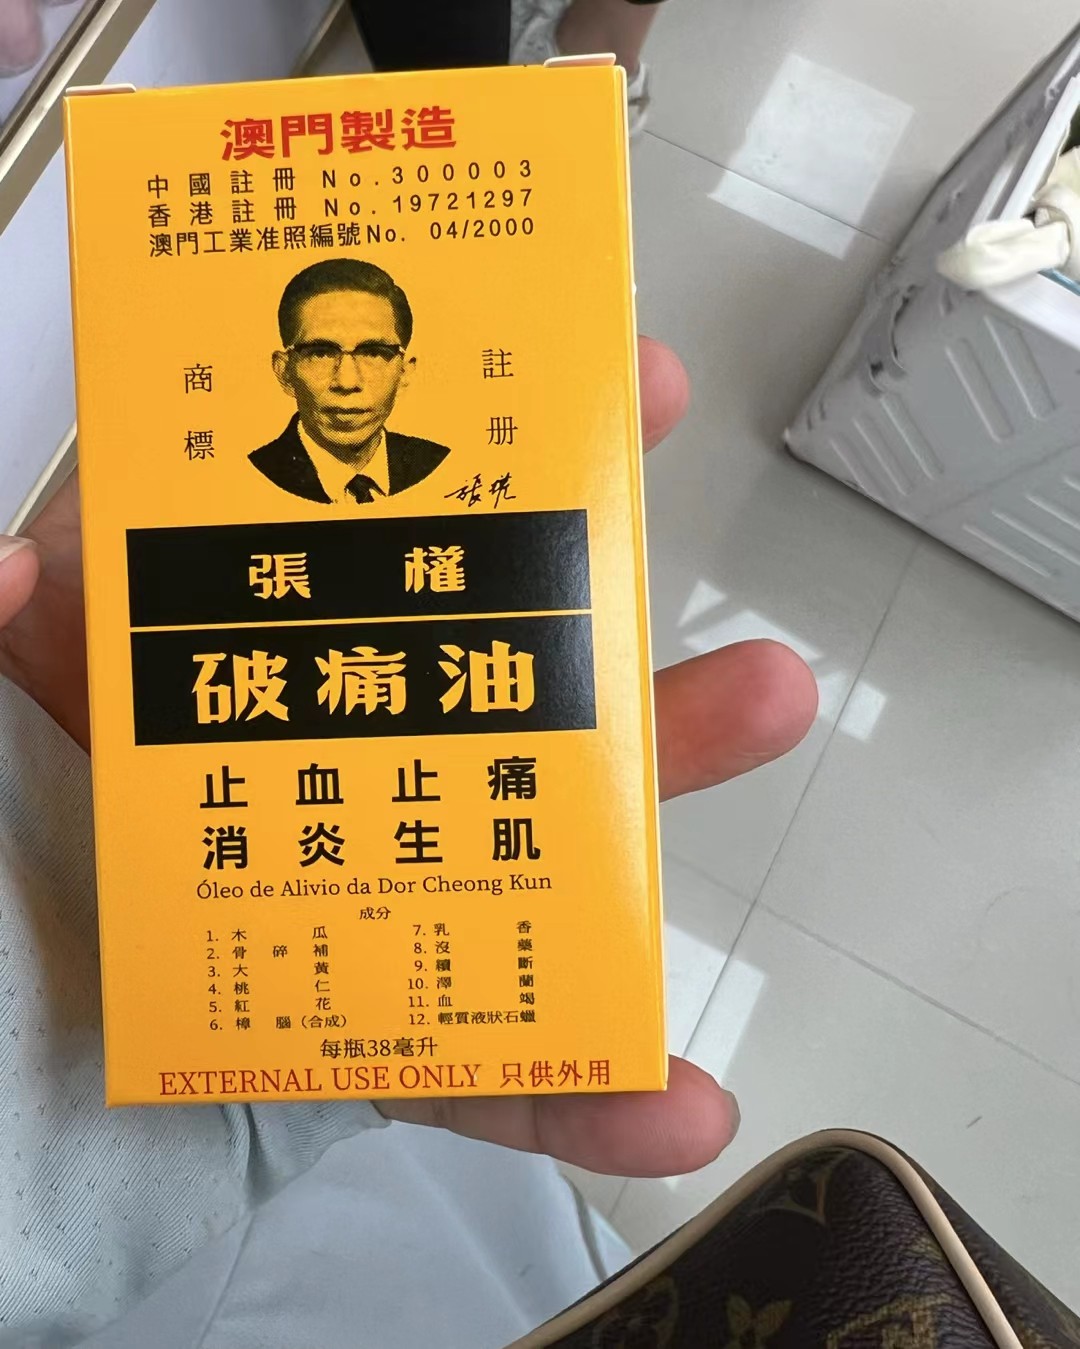 澳門製造
中國註冊 No.300003
香港註冊 No.19721297
澳門工業准照編號No. 04/2000
商標
註册
張權
破痛油
止血止痛
消炎生肌
Óleo de Alivio da Dor Cheong Kun
成分
1. 木瓜
2. 骨碎補
3. 大黃
4. 桃仁
5. 紅花
6. 樟腦（合成）
7. 乳香
8. 沒藥
9. 續斷
10. 澤蘭
11. 血竭
12. 輕質液狀石蠟
每瓶38毫升
EXTERNAL USE ONLY 只供外用